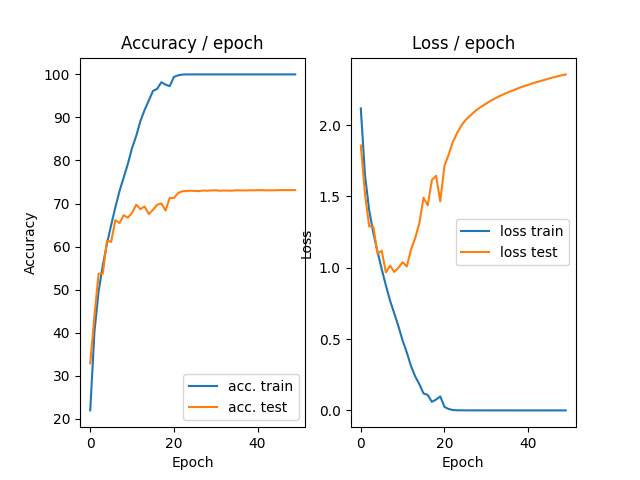 Accuracy / epoch
100
90
80
70
60
50
40
30
20
Accuracy
0
20
40
Epoch
acc. train
acc. test
Loss / epoch
2.0
1.5
1.0
0.5
0.0
Loss
0
20
40
Epoch
loss train
loss test